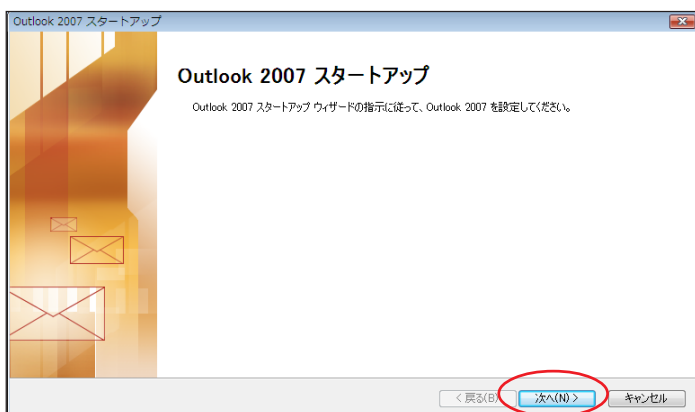 Outlook 2007 スタートアップ
Outlook 2007 スタートアップ
Outlook 2007 スタートアップ ウィザードの指示に従って、Outlook 2007 を設定してください。
< 戻る(B) 次へ(N) > キャンセル